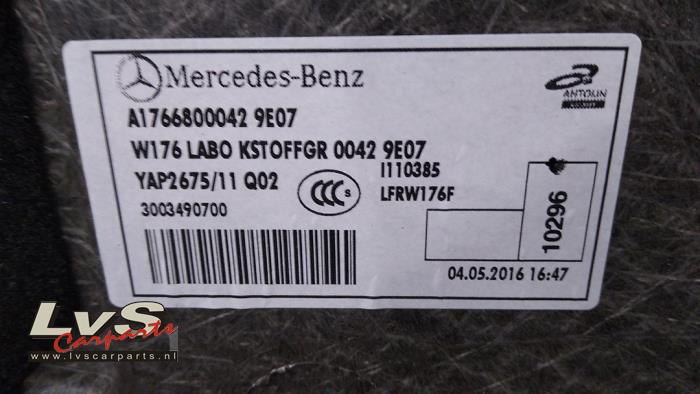 Mercedes-Benz
ANTOLIN
A1766800042 9E07
W176 LABO KSTOFFGR 0042 9E07
YAP2675/11 Q02
I110385
3003490700
CCC S
LFRW176F
10296
04.05.2016 16:47
LvS
Carparts
www.lvscarparts.nl